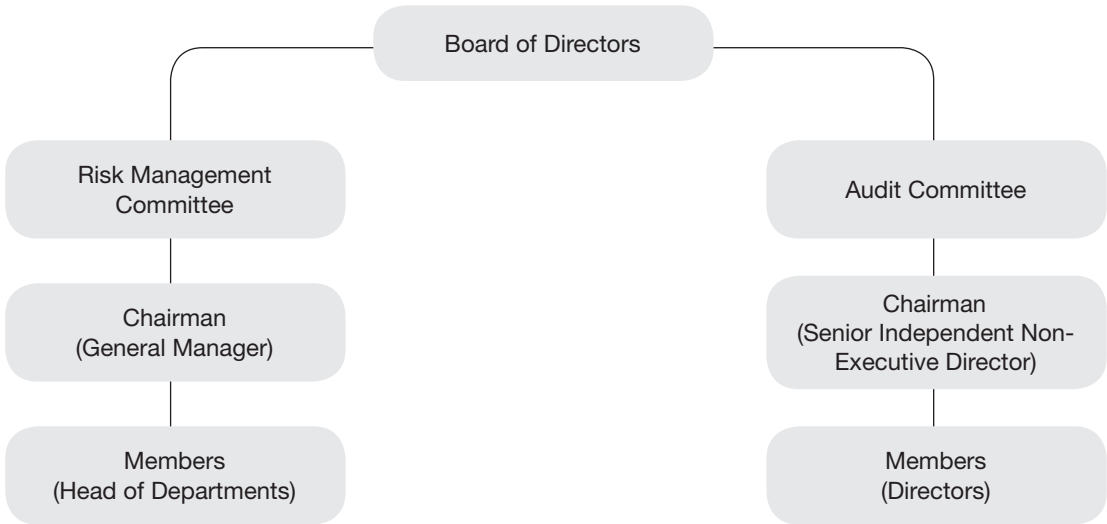 Board of Directors
Risk Management
Committee
Audit Committee
Chairman
(General Manager)
Chairman
(Senior Independent Non-
Executive Director)
Members
(Head of Departments)
Members
(Directors)